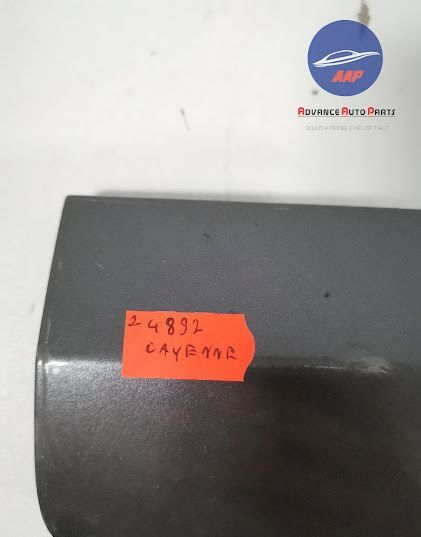 AAP
ADVANCE AUTO PARTS
SOLUTIA PROBLEMELOR TALE
24892
CAYENNE